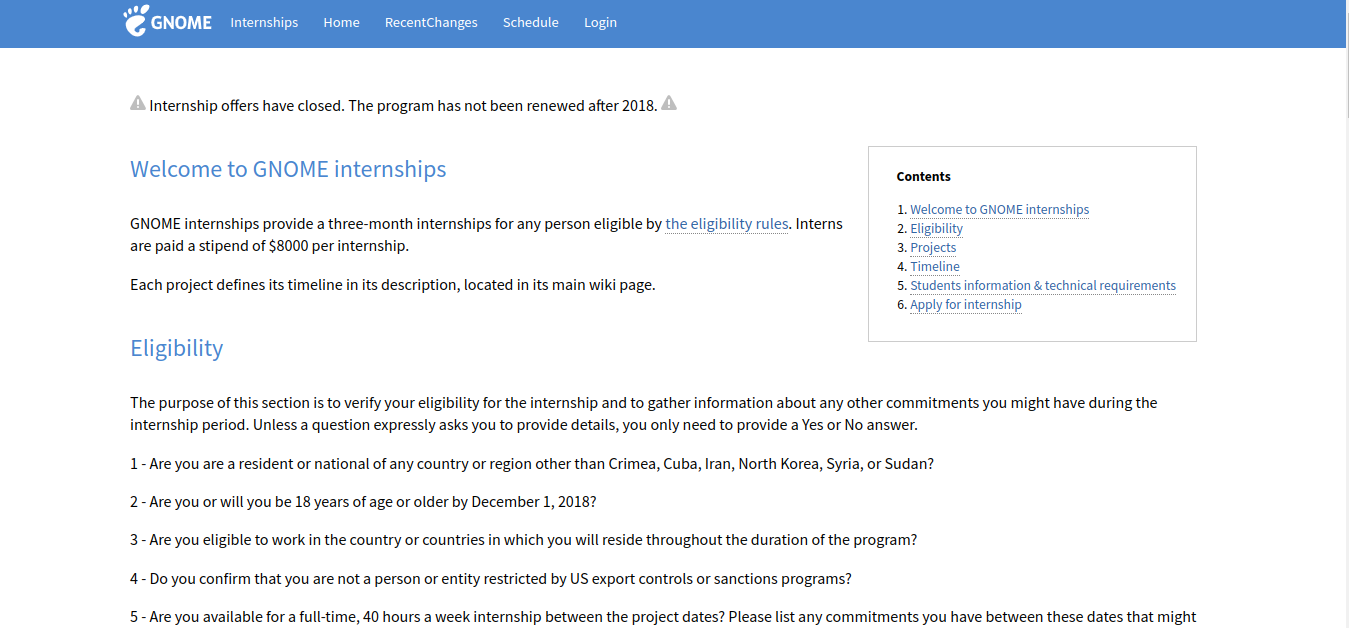 GNOME Internships Home RecentChanges Schedule Login
Internship offers have closed. The program has not been renewed after 2018.
Welcome to GNOME internships
GNOME internships provide a three-month internships for any person eligible by the eligibility rules. Interns
are paid a stipend of $8000 per internship.
Each project defines its timeline in its description, located in its main wiki page.
Contents
1. Welcome to GNOME internships
2. Eligibility
3. Projects
4. Timeline
5. Students information & technical requirements
6. Apply for internship
Eligibility
The purpose of this section is to verify your eligibility for the internship and to gather information about any other commitments you might have during the
internship period. Unless a question expressly asks you to provide details, you only need to provide a Yes or No answer.
1 - Are you are a resident or national of any country or region other than Crimea, Cuba, Iran, North Korea, Syria, or Sudan?
2 - Are you or will you be 18 years of age or older by December 1, 2018?
3 - Are you eligible to work in the country or countries in which you will reside throughout the duration of the program?
4 - Do you confirm that you are not a person or entity restricted by US export controls or sanctions programs?
5 - Are you available for a full-time, 40 hours a week internship between the project dates? Please list any commitments you have between these dates that might